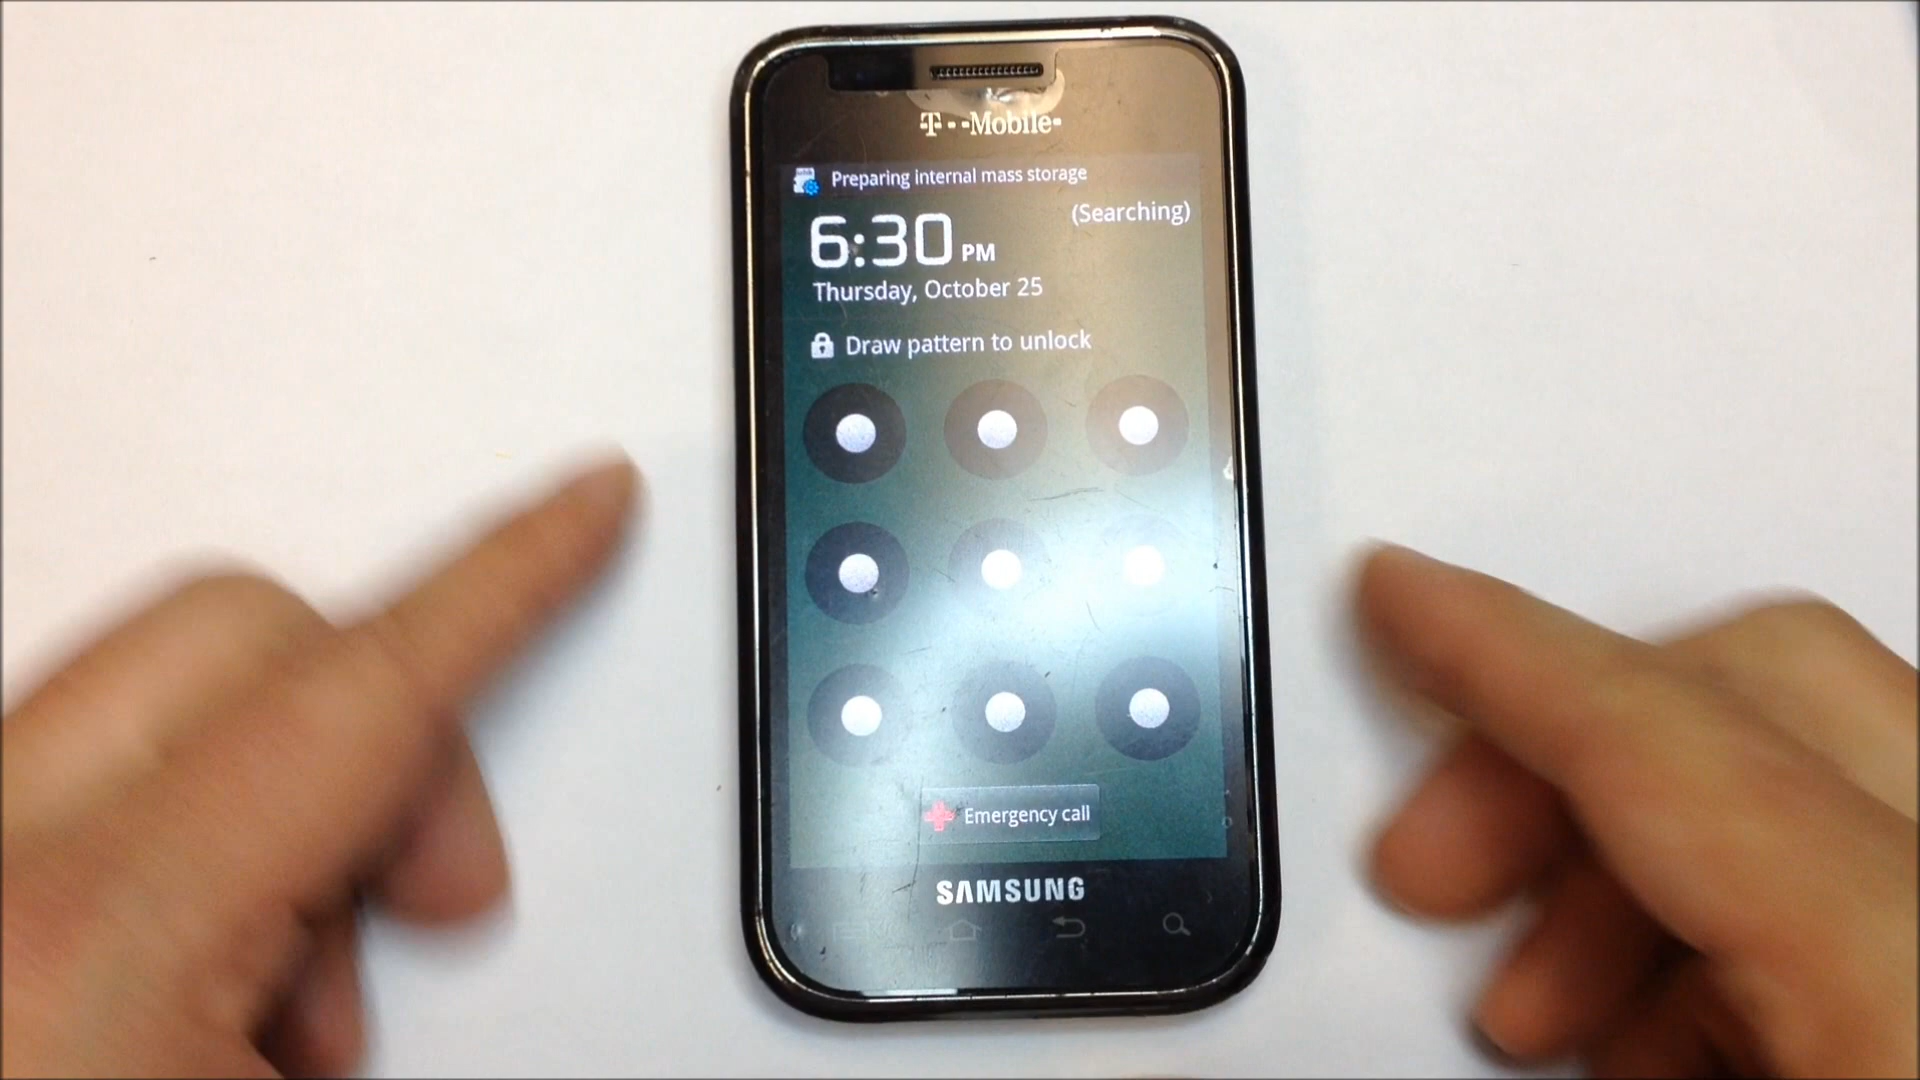 T··Mobile·
Preparing internal mass storage
(Searching)
6:30 PM
Thursday, October 25
Draw pattern to unlock
Emergency call
SAMSUNG